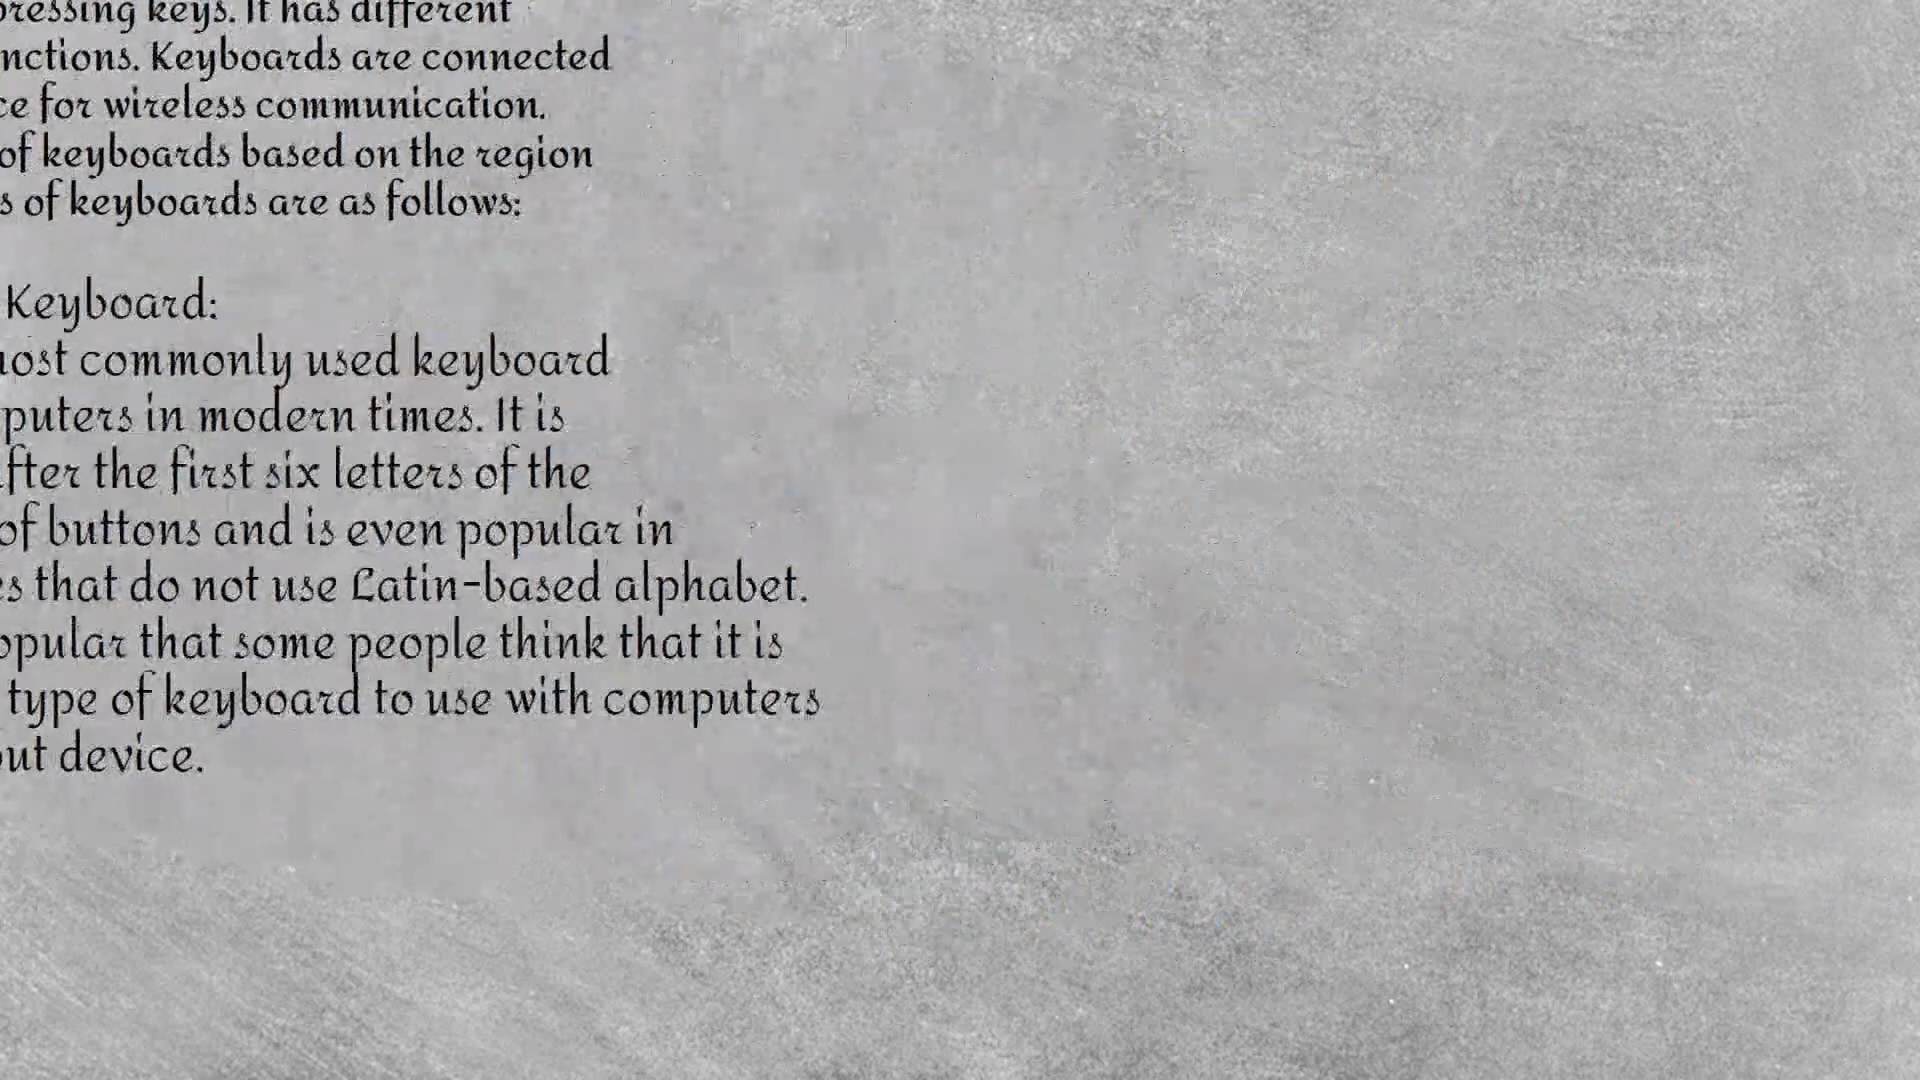 pressing keys. It has different
nctions. Keyboards are connected
ce for wireless communication.
of keyboards based on the region
s of keyboards are as follows:
Keyboard:
ost commonly used keyboard
puters in modern times. It is
fter the first six letters of the
of buttons and is even popular in
s that do not use Latin-based alphabet.
opular that some people think that it is
type of keyboard to use with computers
out device.